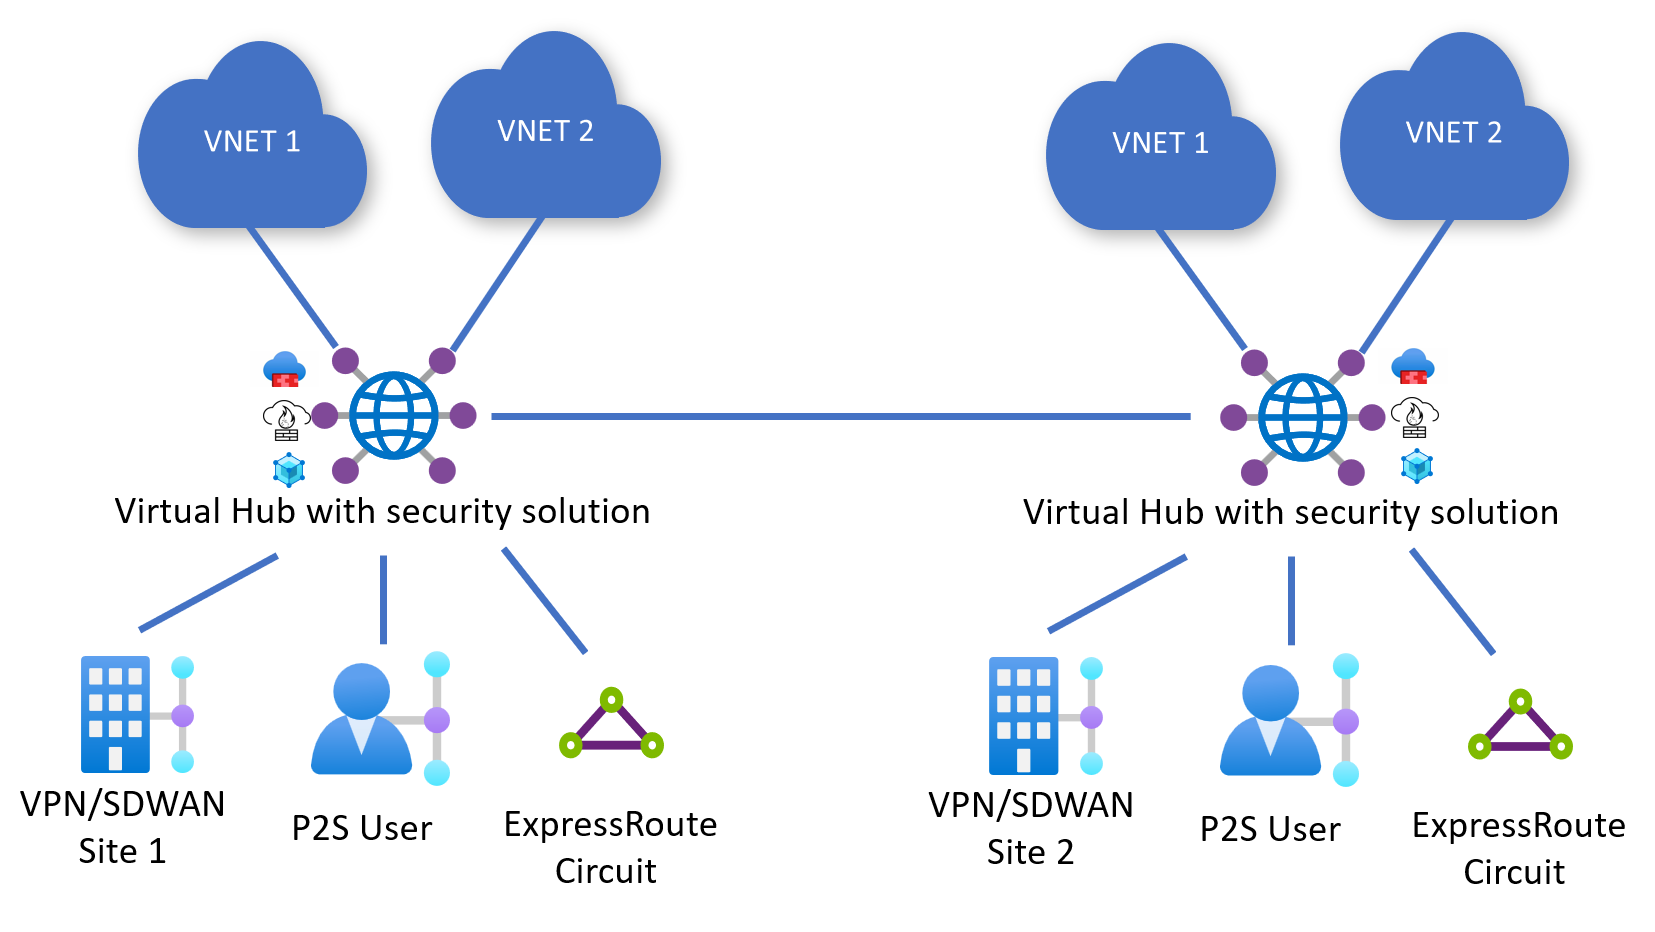 VNET 1
VNET 2
VNET 1
VNET 2
Virtual Hub with security solution
Virtual Hub with security solution
VPN/SDWAN
Site 1
P2S User
ExpressRoute
Circuit
VPN/SDWAN
Site 2
P2S User
ExpressRoute
Circuit